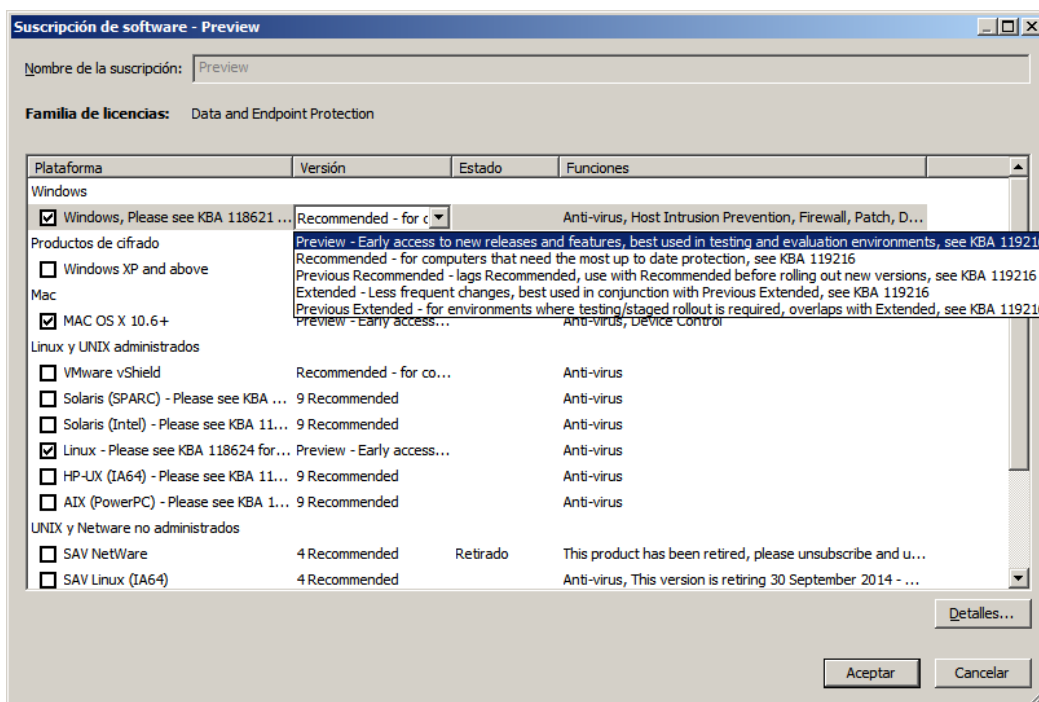 Suscripción de software - Preview
Nombre de la suscripción: Preview
Familia de licencias: Data and Endpoint Protection
Plataforma Versión Estado Funciones
Windows
Windows, Please see KBA 118621 ... Recommended - for c Anti-virus, Host Intrusion Prevention, Firewall, Patch, D...
Productos de cifrado
Preview - Early access to new releases and features, best used in testing and evaluation environments, see KBA
Recommended - for computers that need the most up to date protection, see KBA 119216
Windows XP and above
Previous Recommended - lags Recommended, use with Recommended before rolling out new versions, see KBA 119216
Mac
Extended - Less frequent changes, best used in conjunction with Previous Extended, see KBA 119216
Previous Extended - for environments where testing/staged rollout is required, overlaps with Extended, see KBA
MAC OS X 10.6+ Preview - Early access... Anti-virus, Device Control
Linux y UNIX administrados
VMware vShield Recommended - for co... Anti-virus
Solaris (SPARC) - Please see KBA ... 9 Recommended Anti-virus
Solaris (Intel) - Please see KBA 11... 9 Recommended Anti-virus
Linux - Please see KBA 118624 for... Preview - Early access... Anti-virus
HP-UX (IA64) - Please see KBA 11... 9 Recommended Anti-virus
AIX (PowerPC) - Please see KBA 1... 9 Recommended Anti-virus
UNIX y Netware no administrados
SAV NetWare 4 Recommended Retirado This product has been retired, please unsubscribe and u...
SAV Linux (IA64) 4 Recommended Anti-virus, This version is retiring 30 September 2014 - ...
Detalles...
Aceptar Cancelar